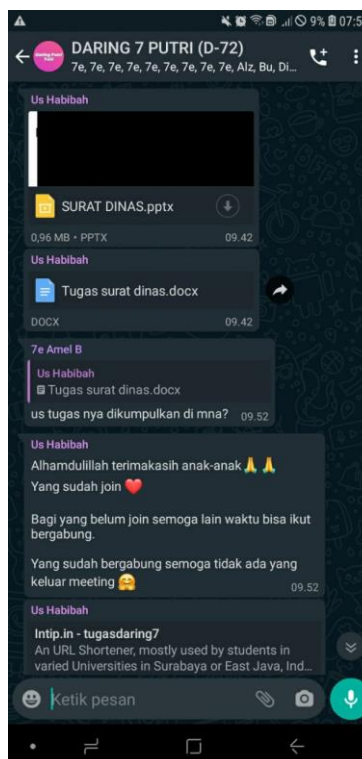 9% 07:5
DARING 7 PUTRI (D-72)
7e, 7e, 7e, 7e, 7e, 7e, 7e, 7e, Alz, Bu, Di...
Us Habibah
SURAT DINAS.pptx
0,96 MB • PPTX 09.42
Us Habibah
Tugas surat dinas.docx
DOCX 09.42
7e Amel B
Us Habibah
Tugas surat dinas.docx
us tugas nya dikumpulkan di mna? 09.52
Us Habibah
Alhamdulillah terimakasih anak-anak 🙏 🙏
Yang sudah join ❤️
Bagi yang belum join semoga lain waktu bisa ikut
bergabung.
Yang sudah bergabung semoga tidak ada yang
keluar meeting 🤗 09.52
Us Habibah
Intip.in - tugasdaring7
An URL Shortener, mostly used by students in
varied Universities in Surabaya or East Java, Ind...
Ketik pesan